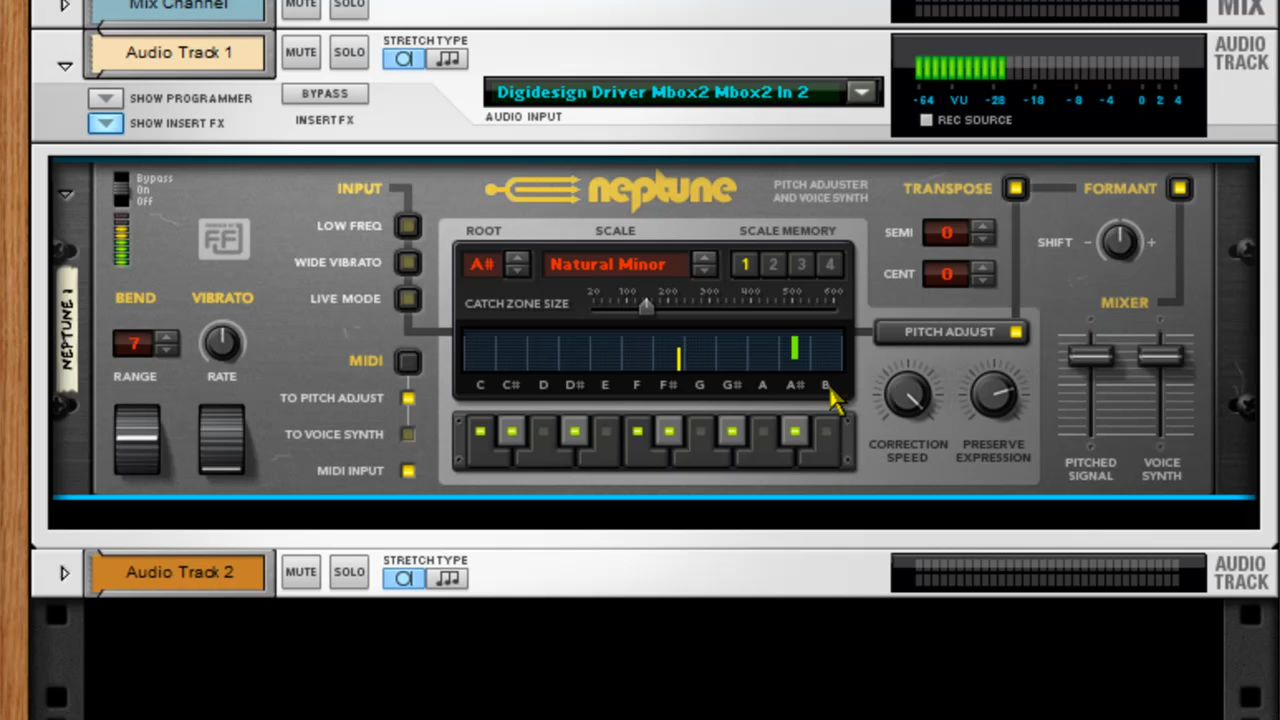 Mix Channel
MUTE
SOLO
MIX
Audio Track 1
MUTE
SOLO
STRETCH TYPE
AUDIO
TRACK
SHOW PROGRAMMER
SHOW INSERT FX
BYPASS
INSERT FX
Digidesign Driver Mbox2 Mbox2 In 2
AUDIO INPUT
-64 VU -28 -18 -8 -4 0 2 4
REC SOURCE
NEPTUNE 1
Bypass
On
Off
FF
INPUT
LOW FREQ
WIDE VIBRATO
LIVE MODE
neptune
PITCH ADJUSTER
AND VOICE SYNTH
TRANSPOSE
FORMANT
SEMI 0
CENT 0
SHIFT - +
ROOT SCALE SCALE MEMORY
A# Natural Minor 1 2 3 4
CATCH ZONE SIZE 20 100 200 300 400 500 600
BEND
VIBRATO
7
RANGE
RATE
MIDI
TO PITCH ADJUST
TO VOICE SYNTH
MIDI INPUT
C C# D D# E F F# G G# A A# B
PITCH ADJUST
CORRECTION
SPEED
PRESERVE
EXPRESSION
MIXER
PITCHED
SIGNAL
VOICE
SYNTH
Audio Track 2
MUTE
SOLO
STRETCH TYPE
AUDIO
TRACK